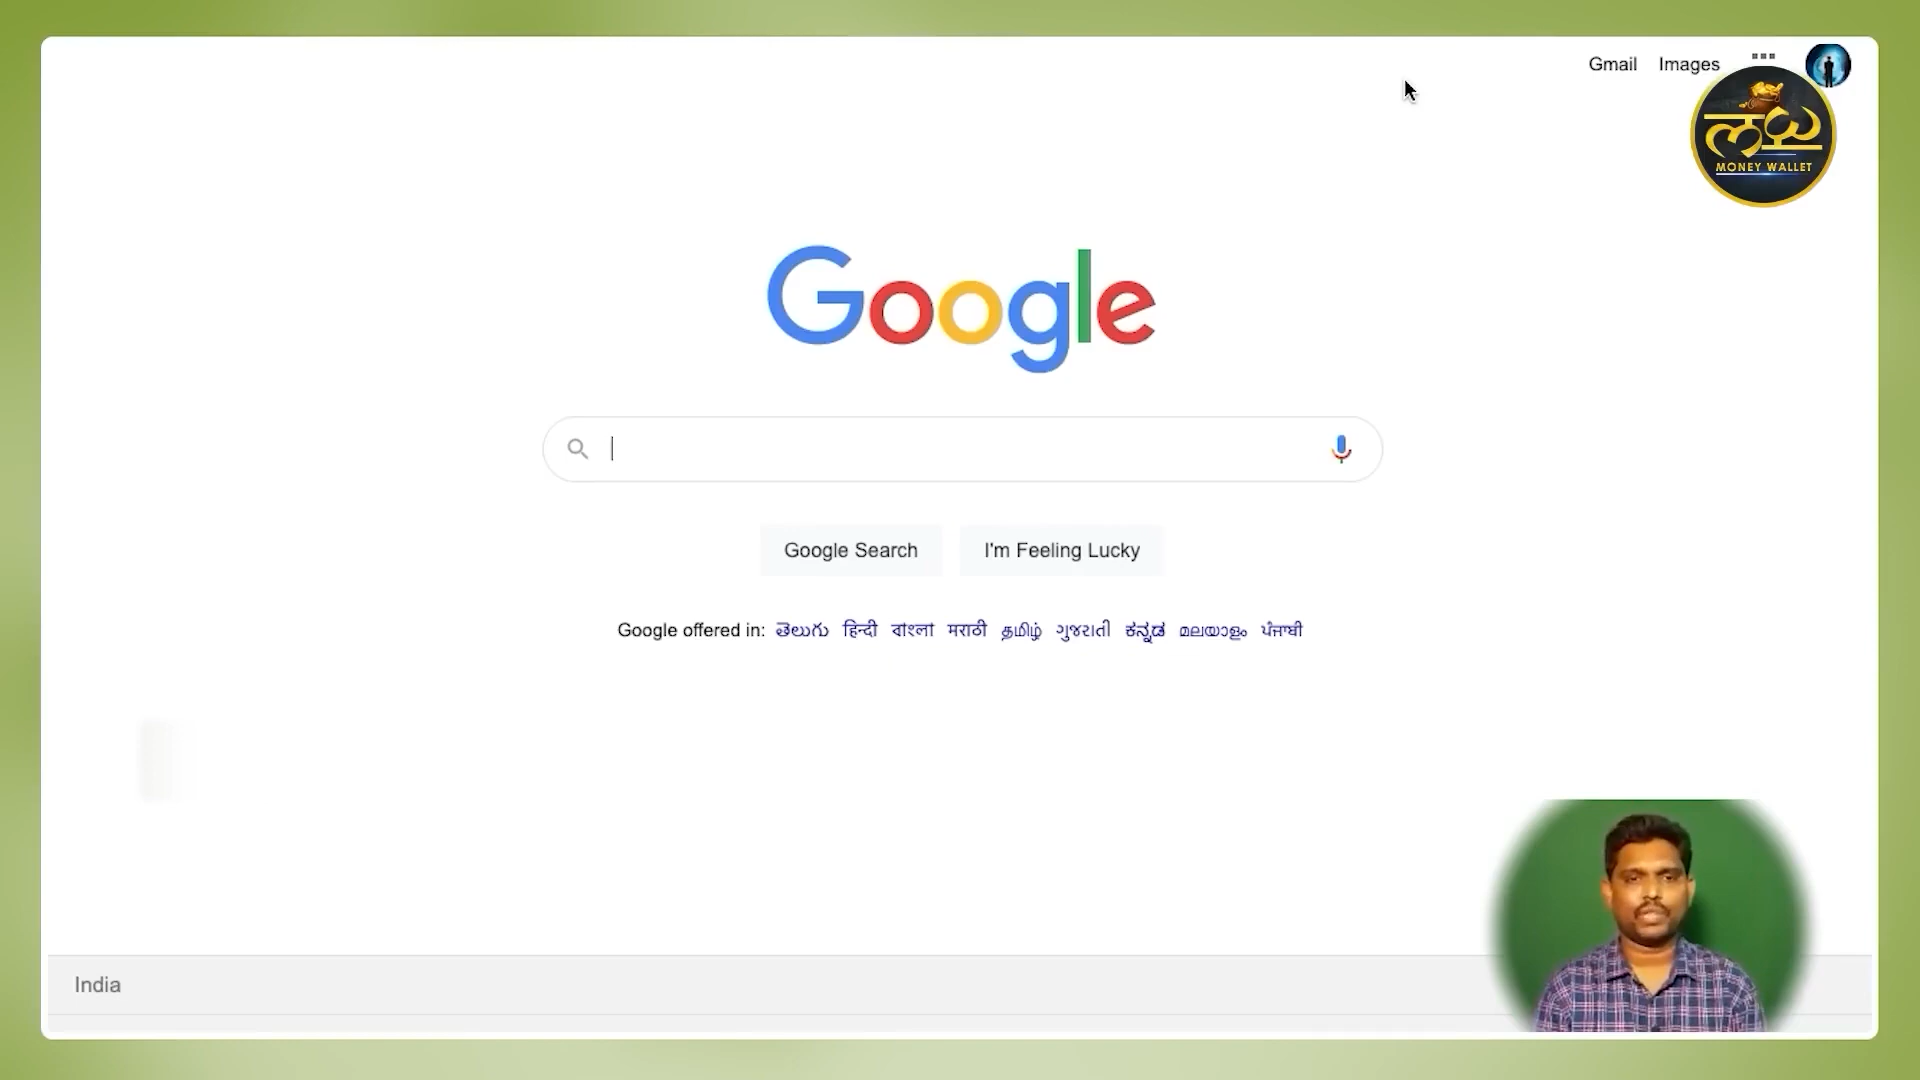 Gmail Images
MONEY WALLET
Google
Google Search I'm Feeling Lucky
Google offered in: తెలుగు हिन्दी বাংলা मराठी தமிழ் ગુજરાતી ಕನ್ನಡ മലയാളം ਪੰਜਾਬੀ
India